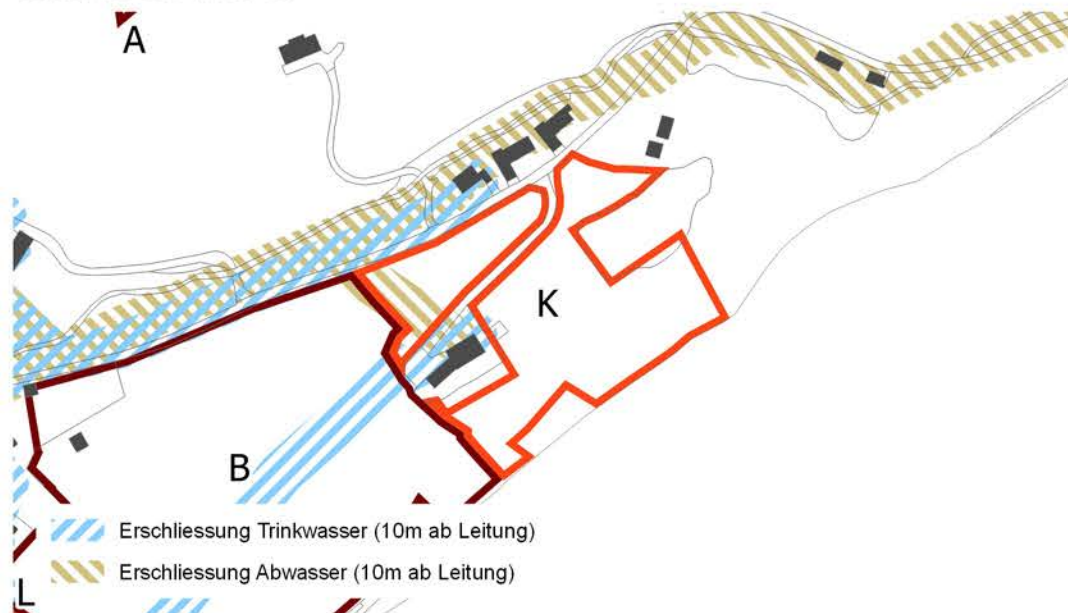 A
K
B
Erschliessung Trinkwasser (10m ab Leitung)
Erschliessung Abwasser (10m ab Leitung)
L